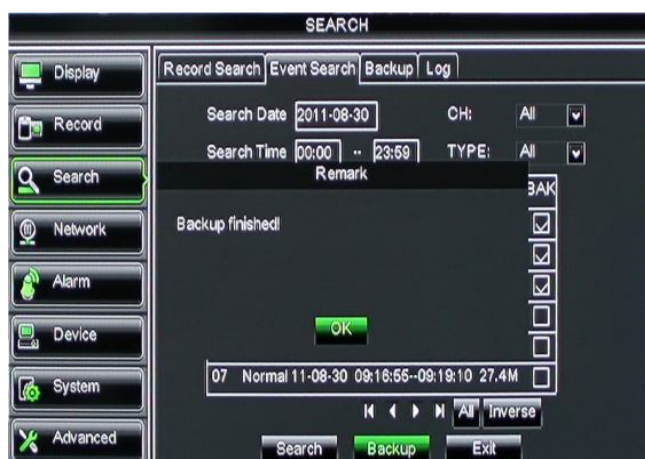 SEARCH
Display
Record
Search
Network
Alarm
Device
System
Advanced
Record Search Event Search Backup Log
Search Date 2011-08-30 CH: All
Search Time 00:00 -- 23:59 TYPE: All
Remark
BAK
Backup finished!
OK
07 Normal 11-08-30 09:16:55--09:19:10 27.4M
All Inverse
Search Backup Exit